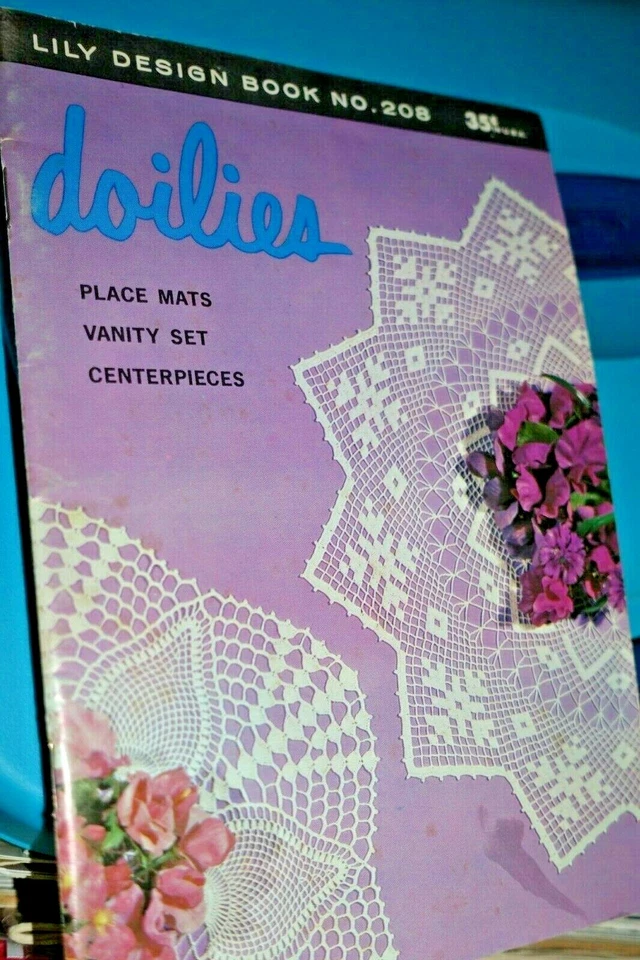 LILY DESIGN BOOK NO. 208 35¢
doilies
PLACE MATS
VANITY SET
CENTERPIECES